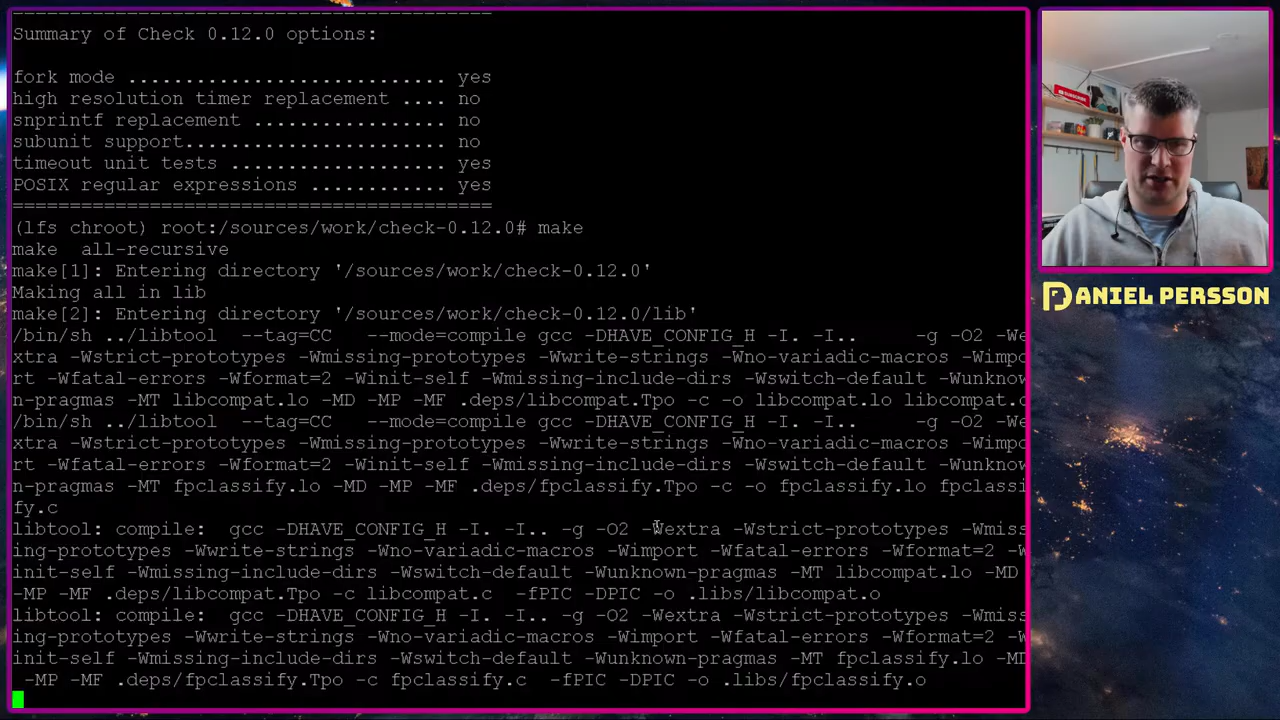 ===========================================
Summary of Check 0.12.0 options:
fork mode ............................ yes
high resolution timer replacement .... no
snprintf replacement ................. no
subunit support....................... no
timeout unit tests ................... yes
POSIX regular expressions ............ yes
==========================================
(lfs chroot) root:/sources/work/check-0.12.0# make
make  all-recursive
make[1]: Entering directory '/sources/work/check-0.12.0'
Making all in lib
make[2]: Entering directory '/sources/work/check-0.12.0/lib'
/bin/sh ../libtool  --tag=CC   --mode=compile gcc -DHAVE_CONFIG_H -I. -I..     -g -O2 -We
xtra -Wstrict-prototypes -Wmissing-prototypes -Wwrite-strings -Wno-variadic-macros -Wimpo
rt -Wfatal-errors -Wformat=2 -Winit-self -Wmissing-include-dirs -Wswitch-default -Wunknow
n-pragmas -MT libcompat.lo -MD -MP -MF .deps/libcompat.Tpo -c -o libcompat.lo libcompat.c
/bin/sh ../libtool  --tag=CC   --mode=compile gcc -DHAVE_CONFIG_H -I. -I..     -g -O2 -We
xtra -Wstrict-prototypes -Wmissing-prototypes -Wwrite-strings -Wno-variadic-macros -Wimpo
rt -Wfatal-errors -Wformat=2 -Winit-self -Wmissing-include-dirs -Wswitch-default -Wunknow
n-pragmas -MT fpclassify.lo -MD -MP -MF .deps/fpclassify.Tpo -c -o fpclassify.lo fpclassi
fy.c
libtool: compile:  gcc -DHAVE_CONFIG_H -I. -I.. -g -O2 -Wextra -Wstrict-prototypes -Wmiss
ing-prototypes -Wwrite-strings -Wno-variadic-macros -Wimport -Wfatal-errors -Wformat=2 -W
init-self -Wmissing-include-dirs -Wswitch-default -Wunknown-pragmas -MT libcompat.lo -MD
-MP -MF .deps/libcompat.Tpo -c libcompat.c  -fPIC -DPIC -o .libs/libcompat.o
libtool: compile:  gcc -DHAVE_CONFIG_H -I. -I.. -g -O2 -Wextra -Wstrict-prototypes -Wmiss
ing-prototypes -Wwrite-strings -Wno-variadic-macros -Wimport -Wfatal-errors -Wformat=2 -W
init-self -Wmissing-include-dirs -Wswitch-default -Wunknown-pragmas -MT fpclassify.lo -MD
-MP -MF .deps/fpclassify.Tpo -c fpclassify.c  -fPIC -DPIC -o .libs/fpclassify.o
SUBSCRIBE
DANIEL PERSSON